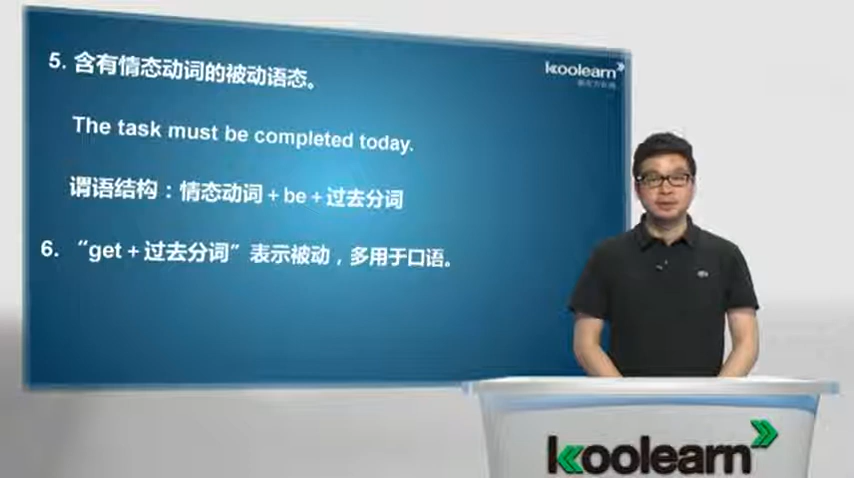 5. 含有情态动词的被动语态。
koolearn
The task must be completed today.
谓语结构：情态动词+be+过去分词
6. “get+过去分词”表示被动，多用于口语。
koolearn